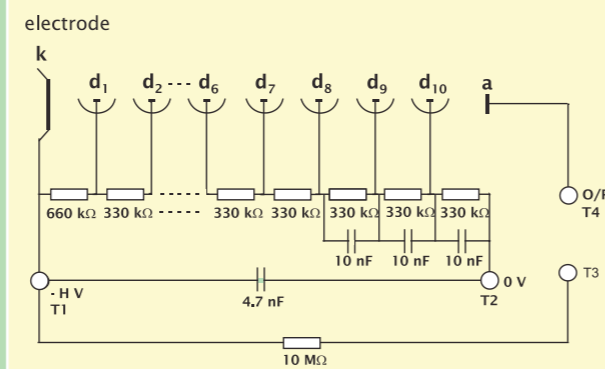 electrode
k
d1 d2 --- d6 d7 d8 d9 d10 a
660 kΩ 330 kΩ ----- 330 kΩ 330 kΩ 330 kΩ 330 kΩ 330 kΩ
O/P
T4
10 nF 10 nF 10 nF
- H V
T1
4.7 nF
0 V
T2
T3
10 MΩ